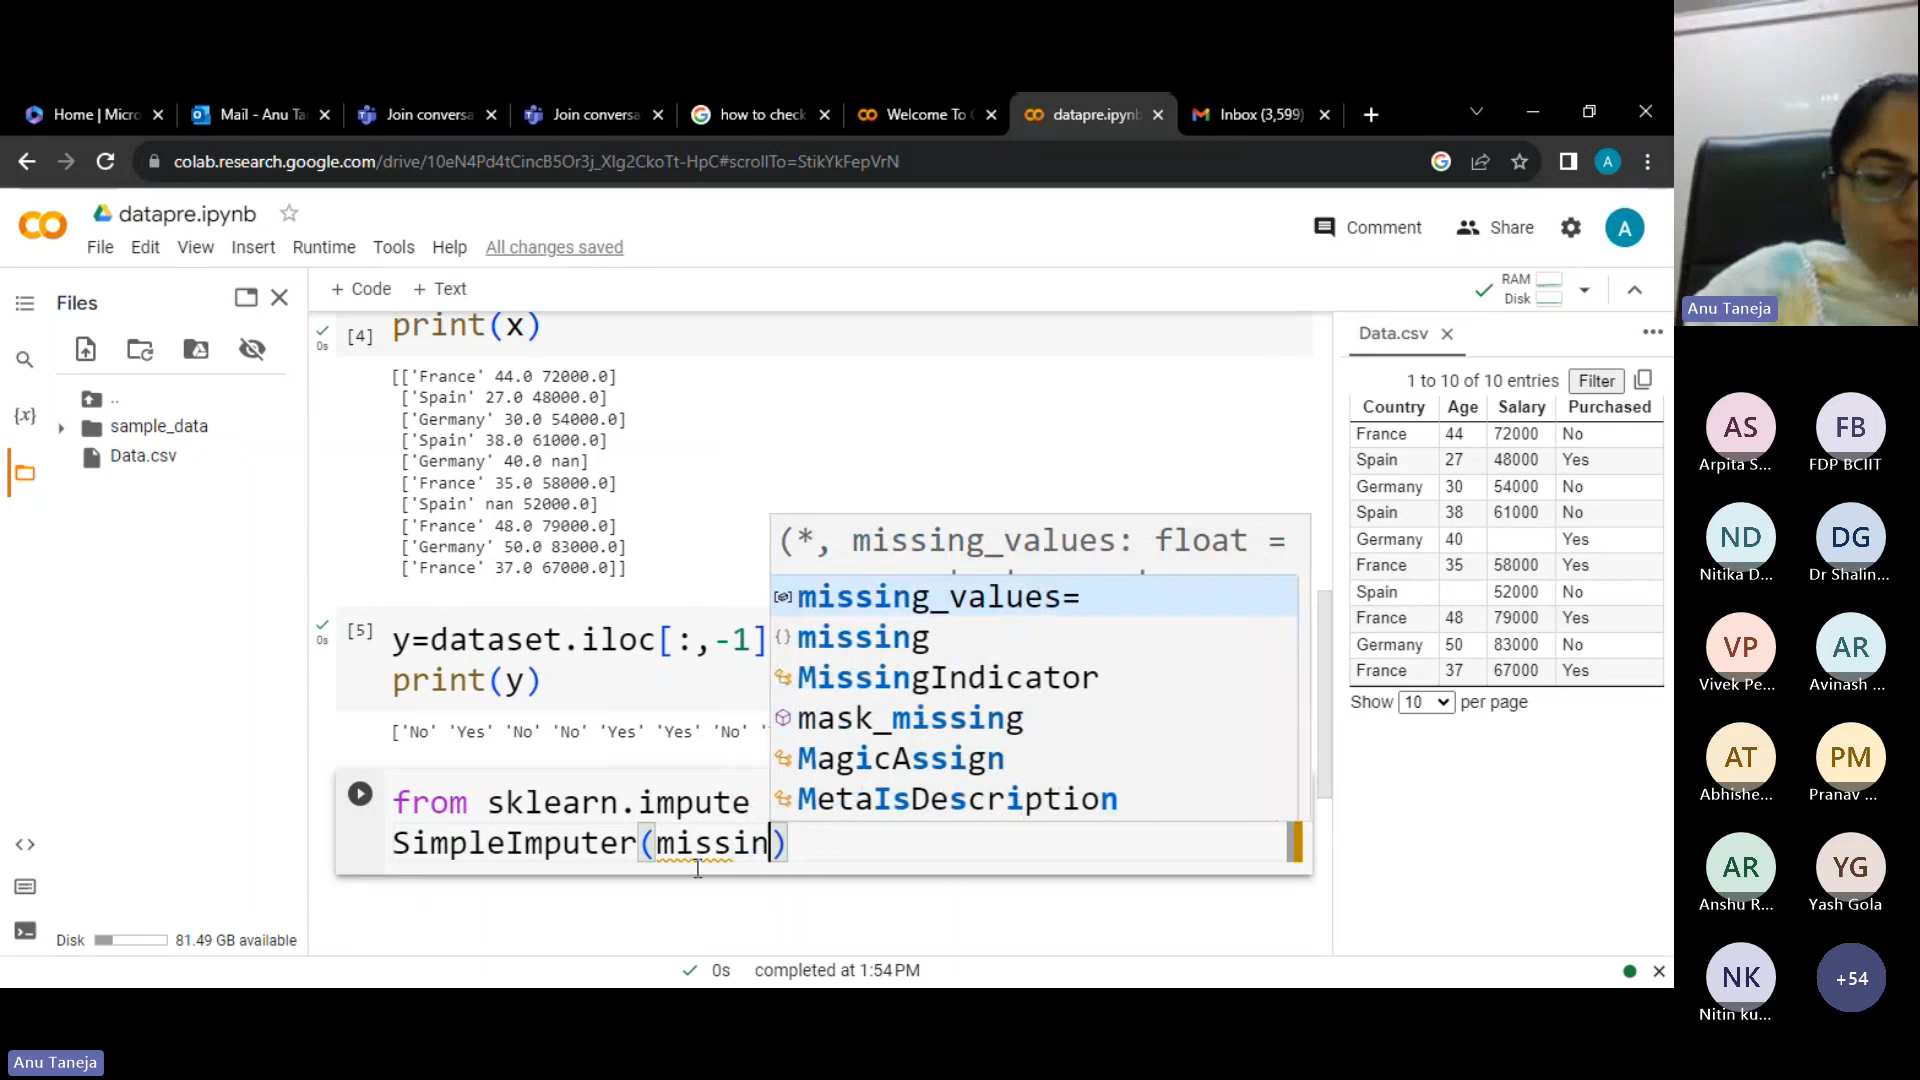 Home | Micro
Mail - Anu Ta
Join conversa
Join conversa
how to check
Welcome To C
datapre.ipynb
Inbox (3,599)
colab.research.google.com/drive/10eN4Pd4tCincB5Or3j_XIg2CkoTt-HpC#scrollTo=StikYkFepVrN
A
datapre.ipynb
File Edit View Insert Runtime Tools Help All changes saved
Comment Share A
Files
+ Code + Text
RAM
Disk
..
sample_data
Data.csv
{x}
Disk 81.49 GB available
0s [4] print(x)
[['France' 44.0 72000.0]
['Spain' 27.0 48000.0]
['Germany' 30.0 54000.0]
['Spain' 38.0 61000.0]
['Germany' 40.0 nan]
['France' 35.0 58000.0]
['Spain' nan 52000.0]
['France' 48.0 79000.0]
['Germany' 50.0 83000.0]
['France' 37.0 67000.0]]
0s [5] y=dataset.iloc[:,-1]
print(y)
['No' 'Yes' 'No' 'No' 'Yes' 'Yes' 'No'
from sklearn.impute
SimpleImputer(missin)
(*, missing_values: float =
missing_values=
missing
MissingIndicator
mask_missing
MagicAssign
MetaIsDescription
Data.csv
1 to 10 of 10 entries Filter
Country Age Salary Purchased
France 44 72000 No
Spain 27 48000 Yes
Germany 30 54000 No
Spain 38 61000 No
Germany 40 Yes
France 35 58000 Yes
Spain 52000 No
France 48 79000 Yes
Germany 50 83000 No
France 37 67000 Yes
Show 10 per page
0s completed at 1:54 PM
Anu Taneja
AS
Arpita S...
FB
FDP BCIIT
ND
Nitika D...
DG
Dr Shalin...
VP
Vivek Pe...
AR
Avinash ...
AT
Abhishe...
PM
Pranav ...
AR
Anshu R...
YG
Yash Gola
NK
Nitin ku...
+54
Anu Taneja